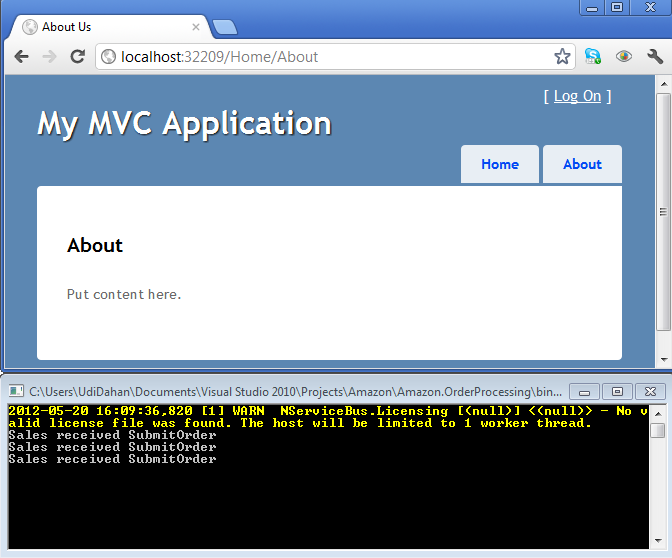 About Us
localhost:32209/Home/About
[ Log On ]
My MVC Application
Home About
About
Put content here.
C:\Users\UdiDahan\Documents\Visual Studio 2010\Projects\Amazon\Amazon.OrderProcessing\bin...
2012-05-20 16:09:36,820 [1] WARN  NServiceBus.Licensing [(null)] <(null)> - No v
alid license file was found. The host will be limited to 1 worker thread.
Sales received SubmitOrder
Sales received SubmitOrder
Sales received SubmitOrder